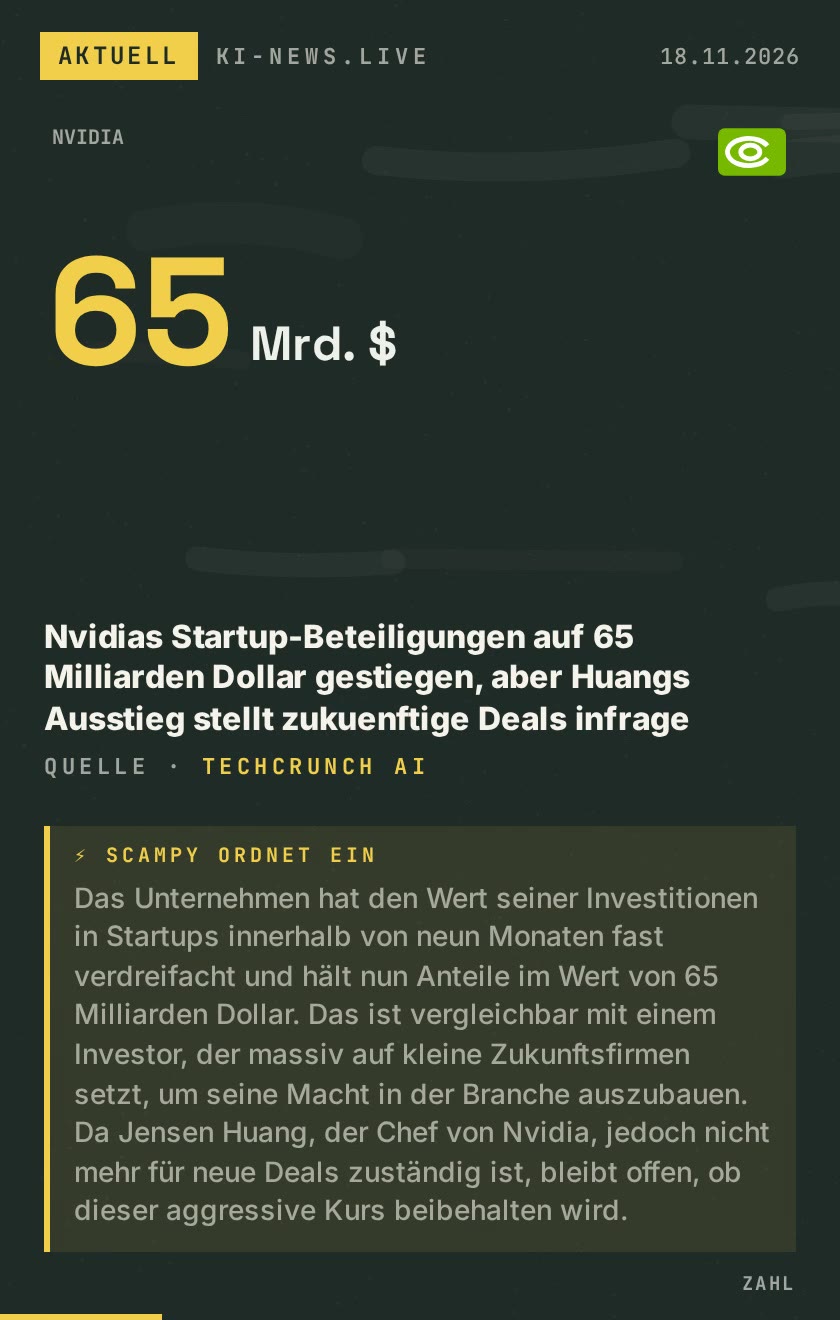 AKTUELL KI-NEWS.LIVE 18.11.2026
NVIDIA
65 Mrd. $
Nvidias Startup-Beteiligungen auf 65
Milliarden Dollar gestiegen, aber Huangs
Ausstieg stellt zukuenftige Deals infrage
QUELLE · TECHCRUNCH AI
⚡ SCAMPY ORDNET EIN
Das Unternehmen hat den Wert seiner Investitionen
in Startups innerhalb von neun Monaten fast
verdreifacht und hält nun Anteile im Wert von 65
Milliarden Dollar. Das ist vergleichbar mit einem
Investor, der massiv auf kleine Zukunftsfirmen
setzt, um seine Macht in der Branche auszubauen.
Da Jensen Huang, der Chef von Nvidia, jedoch nicht
mehr für neue Deals zuständig ist, bleibt offen, ob
dieser aggressive Kurs beibehalten wird.
ZAHL